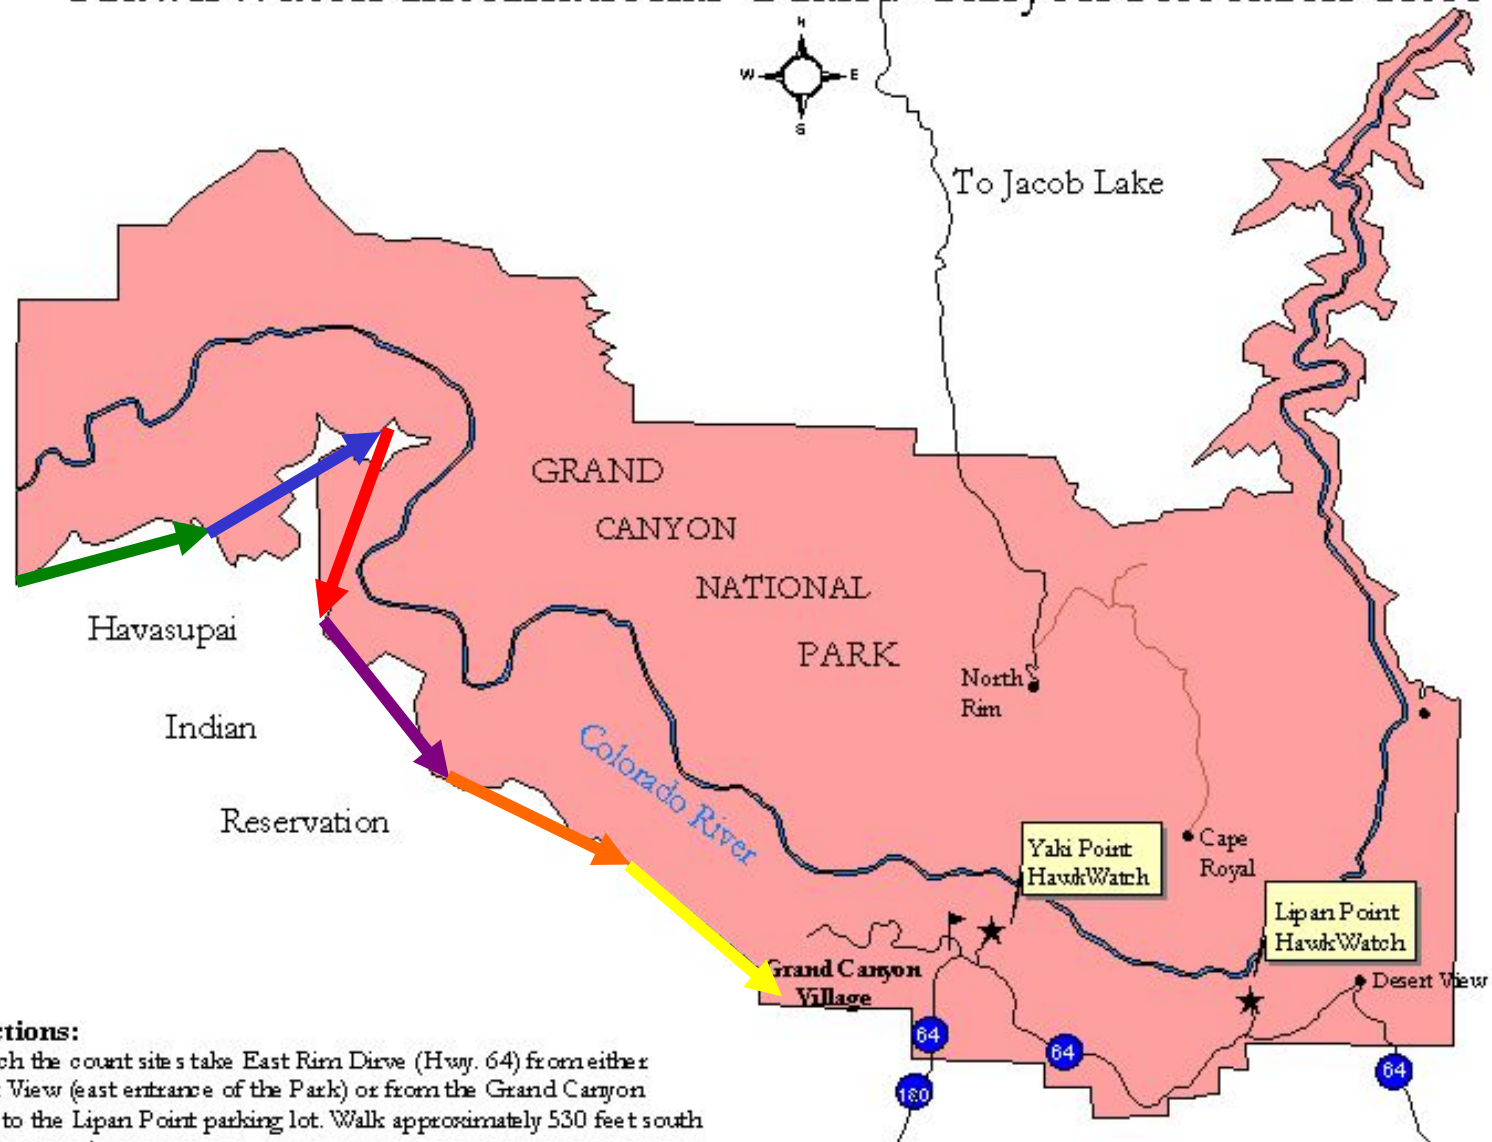 N
W E
S
To Jacob Lake
GRAND
CANYON
NATIONAL
PARK
Havasupai
Indian
Reservation
Colorado River
North
Rim
Yaki Point
HawkWatch
Cape
Royal
Lipan Point
HawkWatch
Grand Canyon
Village
Desert View
64
64
64
180
ctions:
ch the count sites take East Rim Dirve (Hwy. 64) from either
t View (east entrance of the Park) or from the Grand Canyon
to the Lipan Point parking lot. Walk approximately 530 feet south